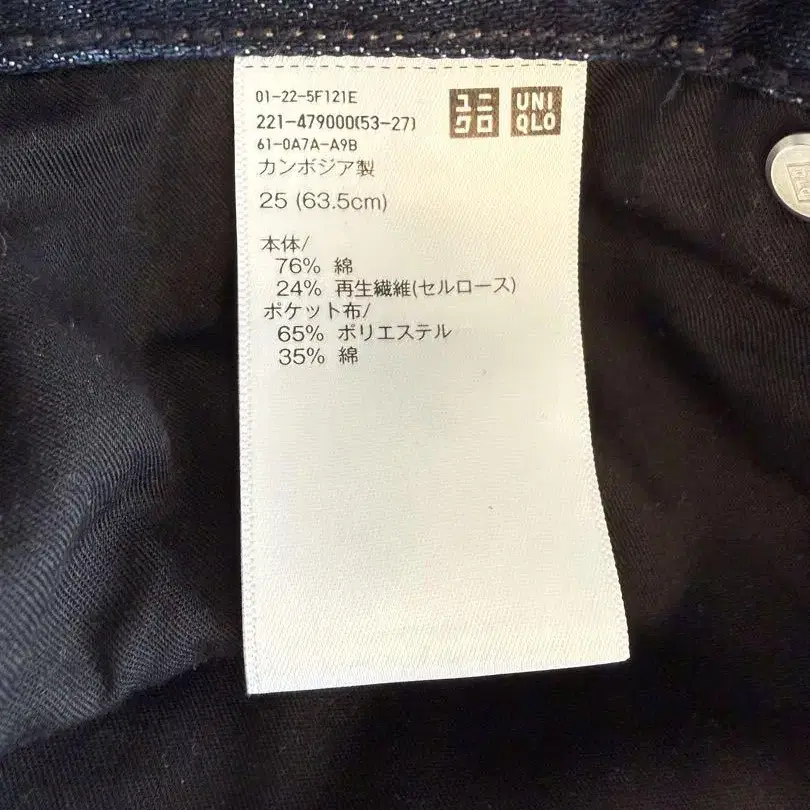 01-22-5F121E
221-479000(53-27)
61-0A7A-A9B
ユニクロ
UNIQLO
カンボジア製
25 (63.5cm)
本体/
76% 綿
24% 再生繊維(セルロース)
ポケット布/
65% ポリエステル
35% 綿